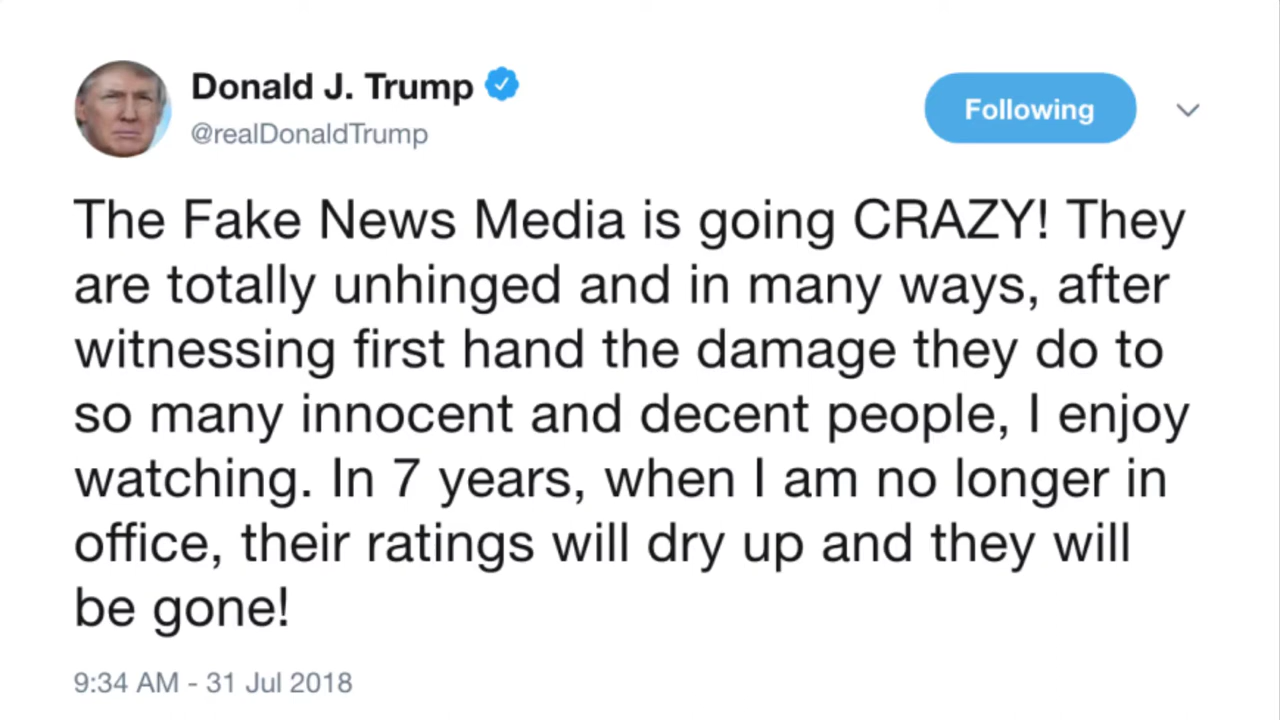 Donald J. Trump
@realDonaldTrump
Following
The Fake News Media is going CRAZY! They
are totally unhinged and in many ways, after
witnessing first hand the damage they do to
so many innocent and decent people, I enjoy
watching. In 7 years, when I am no longer in
office, their ratings will dry up and they will
be gone!
9:34 AM - 31 Jul 2018